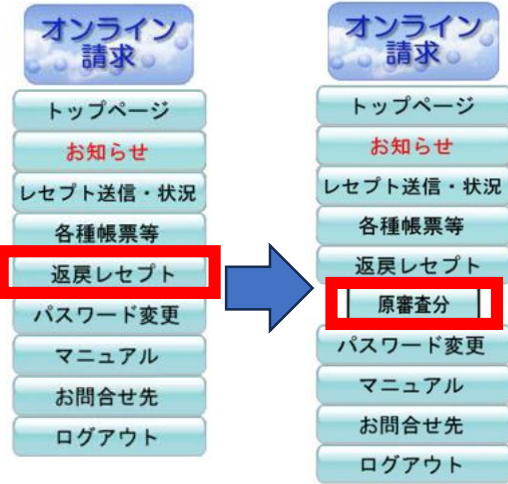 オンライン
請求
トップページ
お知らせ
レセプト送信・状況
各種帳票等
返戻レセプト
パスワード変更
マニュアル
お問合せ先
ログアウト
オンライン
請求
トップページ
お知らせ
レセプト送信・状況
各種帳票等
返戻レセプト
原審査分
パスワード変更
マニュアル
お問合せ先
ログアウト